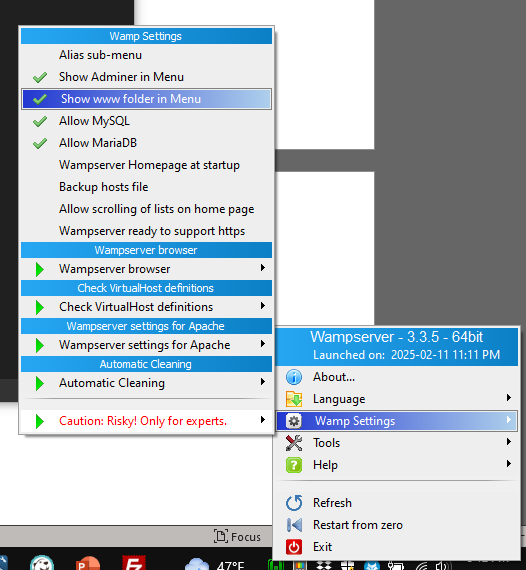 Wamp Settings
Alias sub-menu
Show Adminer in Menu
Show www folder in Menu
Allow MySQL
Allow MariaDB
Wampserver Homepage at startup
Backup hosts file
Allow scrolling of lists on home page
Wampserver ready to support https
Wampserver browser
Wampserver browser
Check VirtualHost definitions
Check VirtualHost definitions
Wampserver settings for Apache
Wampserver settings for Apache
Automatic Cleaning
Automatic Cleaning
Caution: Risky! Only for experts.
Wampserver - 3.3.5 - 64bit
Launched on: 2025-02-11 11:11 PM
About...
Language
Wamp Settings
Tools
Help
Refresh
Restart from zero
Exit
Focus
47°F